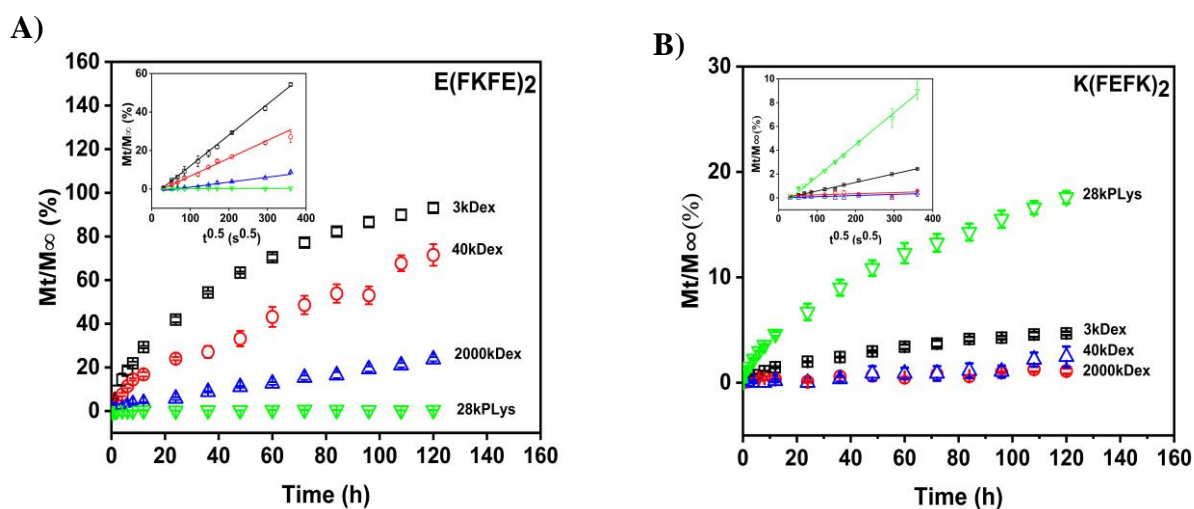 A)
160
140
120
100
80
60
40
20
0
Mt/M∞ (%)
0 20 40 60 80 100 120 140 160
Time (h)
E(FKFE)2
60
40
20
0
Mt/M∞ (%)
0 100 200 300 400
t0.5 (s0.5)
3kDex
40kDex
2000kDex
28kPLys
B)
30
20
10
0
Mt/M∞ (%)
0 20 40 60 80 100 120 140 160
Time (h)
K(FEFK)2
10
8
6
4
2
0
Mt/M∞ (%)
0 100 200 300 400
t0.5 (s0.5)
28kPLys
3kDex
40kDex
2000kDex